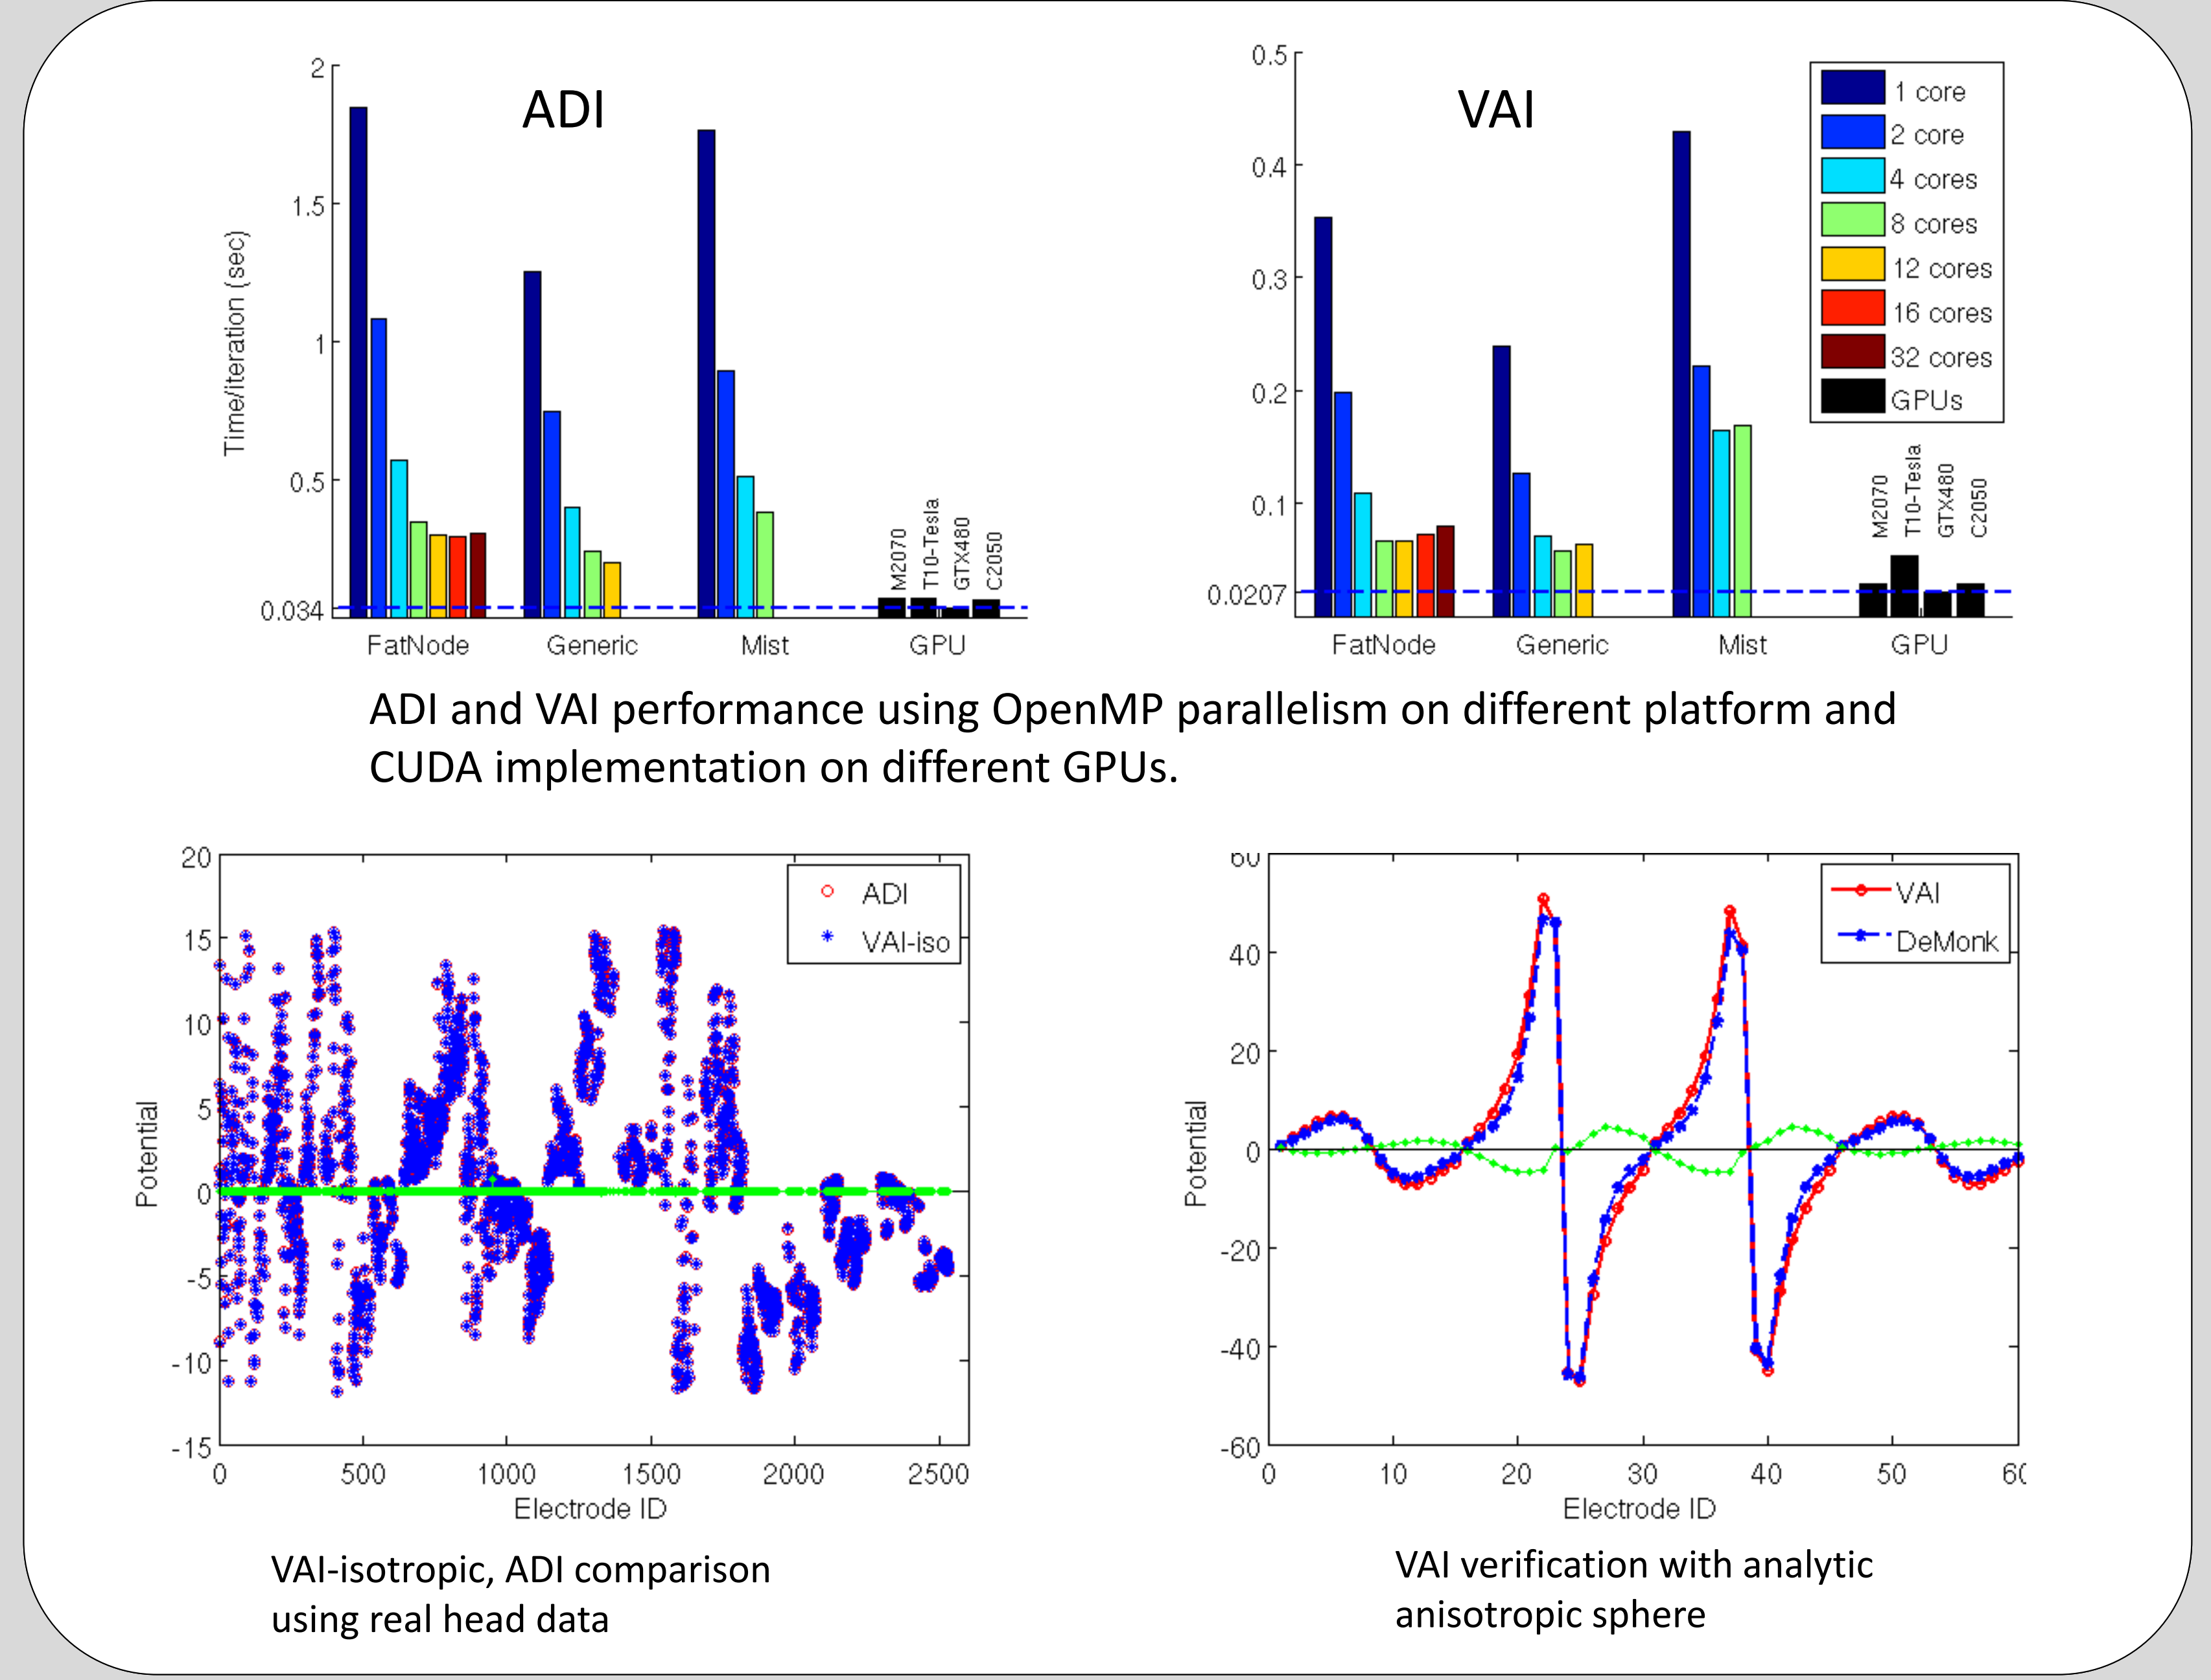 ADI
2
1.5
1
0.5
0.034
Time/iteration (sec)
M2070
T10-Tesla
GTX480
C2050
FatNode
Generic
Mist
GPU
VAI
0.5
0.4
0.3
0.2
0.1
0.0207
1 core
2 core
4 cores
8 cores
12 cores
16 cores
32 cores
GPUs
M2070
T10-Tesla
GTX480
C2050
FatNode
Generic
Mist
GPU
ADI and VAI performance using OpenMP parallelism on different platform and
CUDA implementation on different GPUs.
20
15
10
5
0
-5
-10
-15
Potential
ADI
VAI-iso
0
500
1000
1500
2000
2500
Electrode ID
VAI-isotropic, ADI comparison
using real head data
60
40
20
0
-20
-40
-60
Potential
VAI
DeMonk
0
10
20
30
40
50
60
Electrode ID
VAI verification with analytic
anisotropic sphere